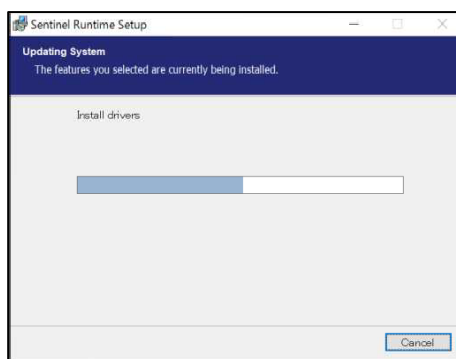 Sentinel Runtime Setup
Updating System
The features you selected are currently being installed.
Install drivers
Cancel